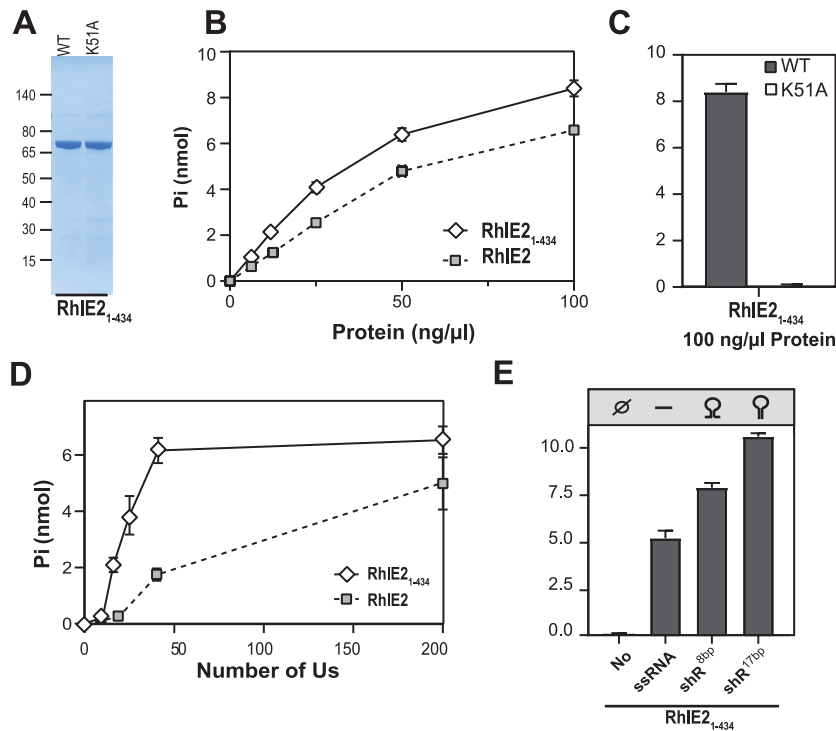 A
WT
K51A
140
80
65
50
40
30
15
RhlE2₁₋₄₃₄
B
Pi (nmol)
10
8
6
4
2
0
0
50
100
RhlE2₁₋₄₃₄
RhlE2
Protein (ng/µl)
C
10
8
6
4
2
0
WT
K51A
RhlE2₁₋₄₃₄
100 ng/µl Protein
D
Pi (nmol)
6
4
2
0
0
50
100
150
200
RhlE2₁₋₄₃₄
RhlE2
Number of Us
E
10.0
7.5
5.0
2.5
0.0
No
ssRNA
shR⁸ᵇᵖ
shR¹⁷ᵇᵖ
RhlE2₁₋₄₃₄